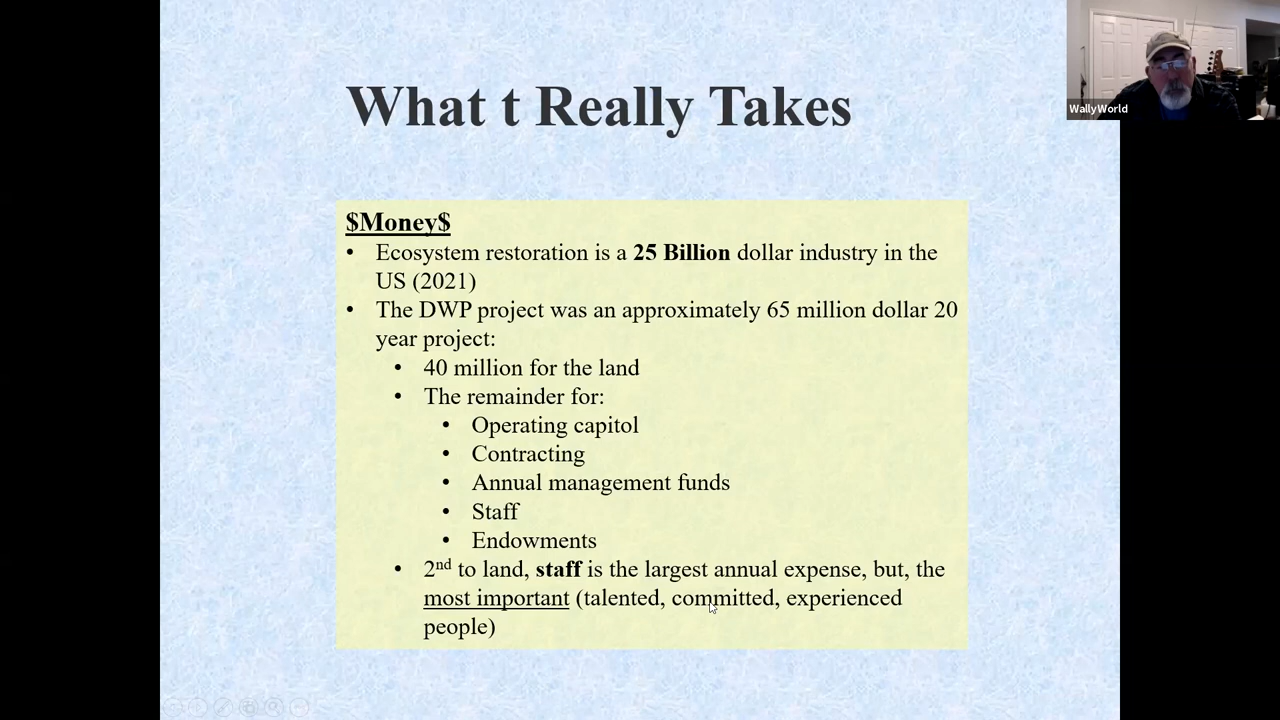 What t Really Takes
WallyWorld
$Money$
• Ecosystem restoration is a 25 Billion dollar industry in the
US (2021)
• The DWP project was an approximately 65 million dollar 20
year project:
• 40 million for the land
• The remainder for:
• Operating capitol
• Contracting
• Annual management funds
• Staff
• Endowments
• 2nd to land, staff is the largest annual expense, but, the
most important (talented, committed, experienced
people)